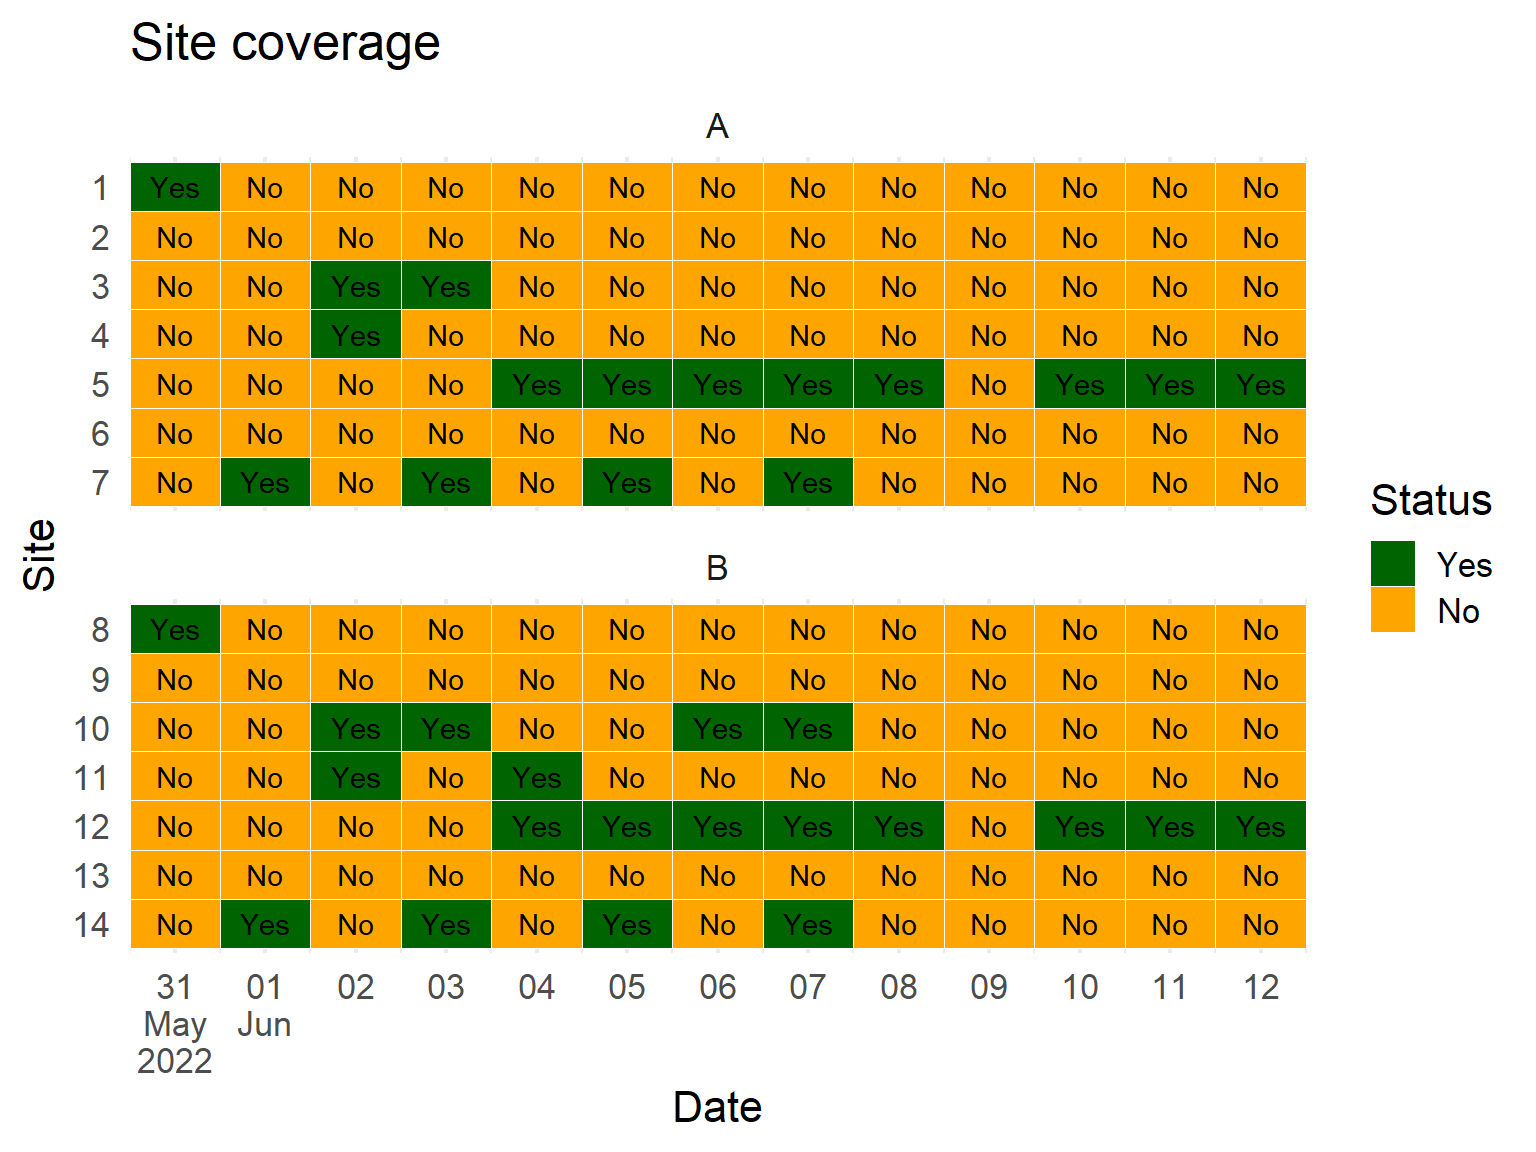 Site coverage
A
1 Yes No No No No No No No No No No No No
2 No No No No No No No No No No No No No
3 No No Yes Yes No No No No No No No No No
4 No No Yes No No No No No No No No No No
5 No No No No Yes Yes Yes Yes Yes No Yes Yes Yes
6 No No No No No No No No No No No No No
7 No Yes No Yes No Yes No Yes No No No No No
Site
B
8 Yes No No No No No No No No No No No No
9 No No No No No No No No No No No No No
10 No No Yes Yes No No Yes Yes No No No No No
11 No No Yes No Yes No No No No No No No No
12 No No No No Yes Yes Yes Yes Yes No Yes Yes Yes
13 No No No No No No No No No No No No No
14 No Yes No Yes No Yes No Yes No No No No No
31 01 02 03 04 05 06 07 08 09 10 11 12
May Jun
2022
Date
Status
Yes
No